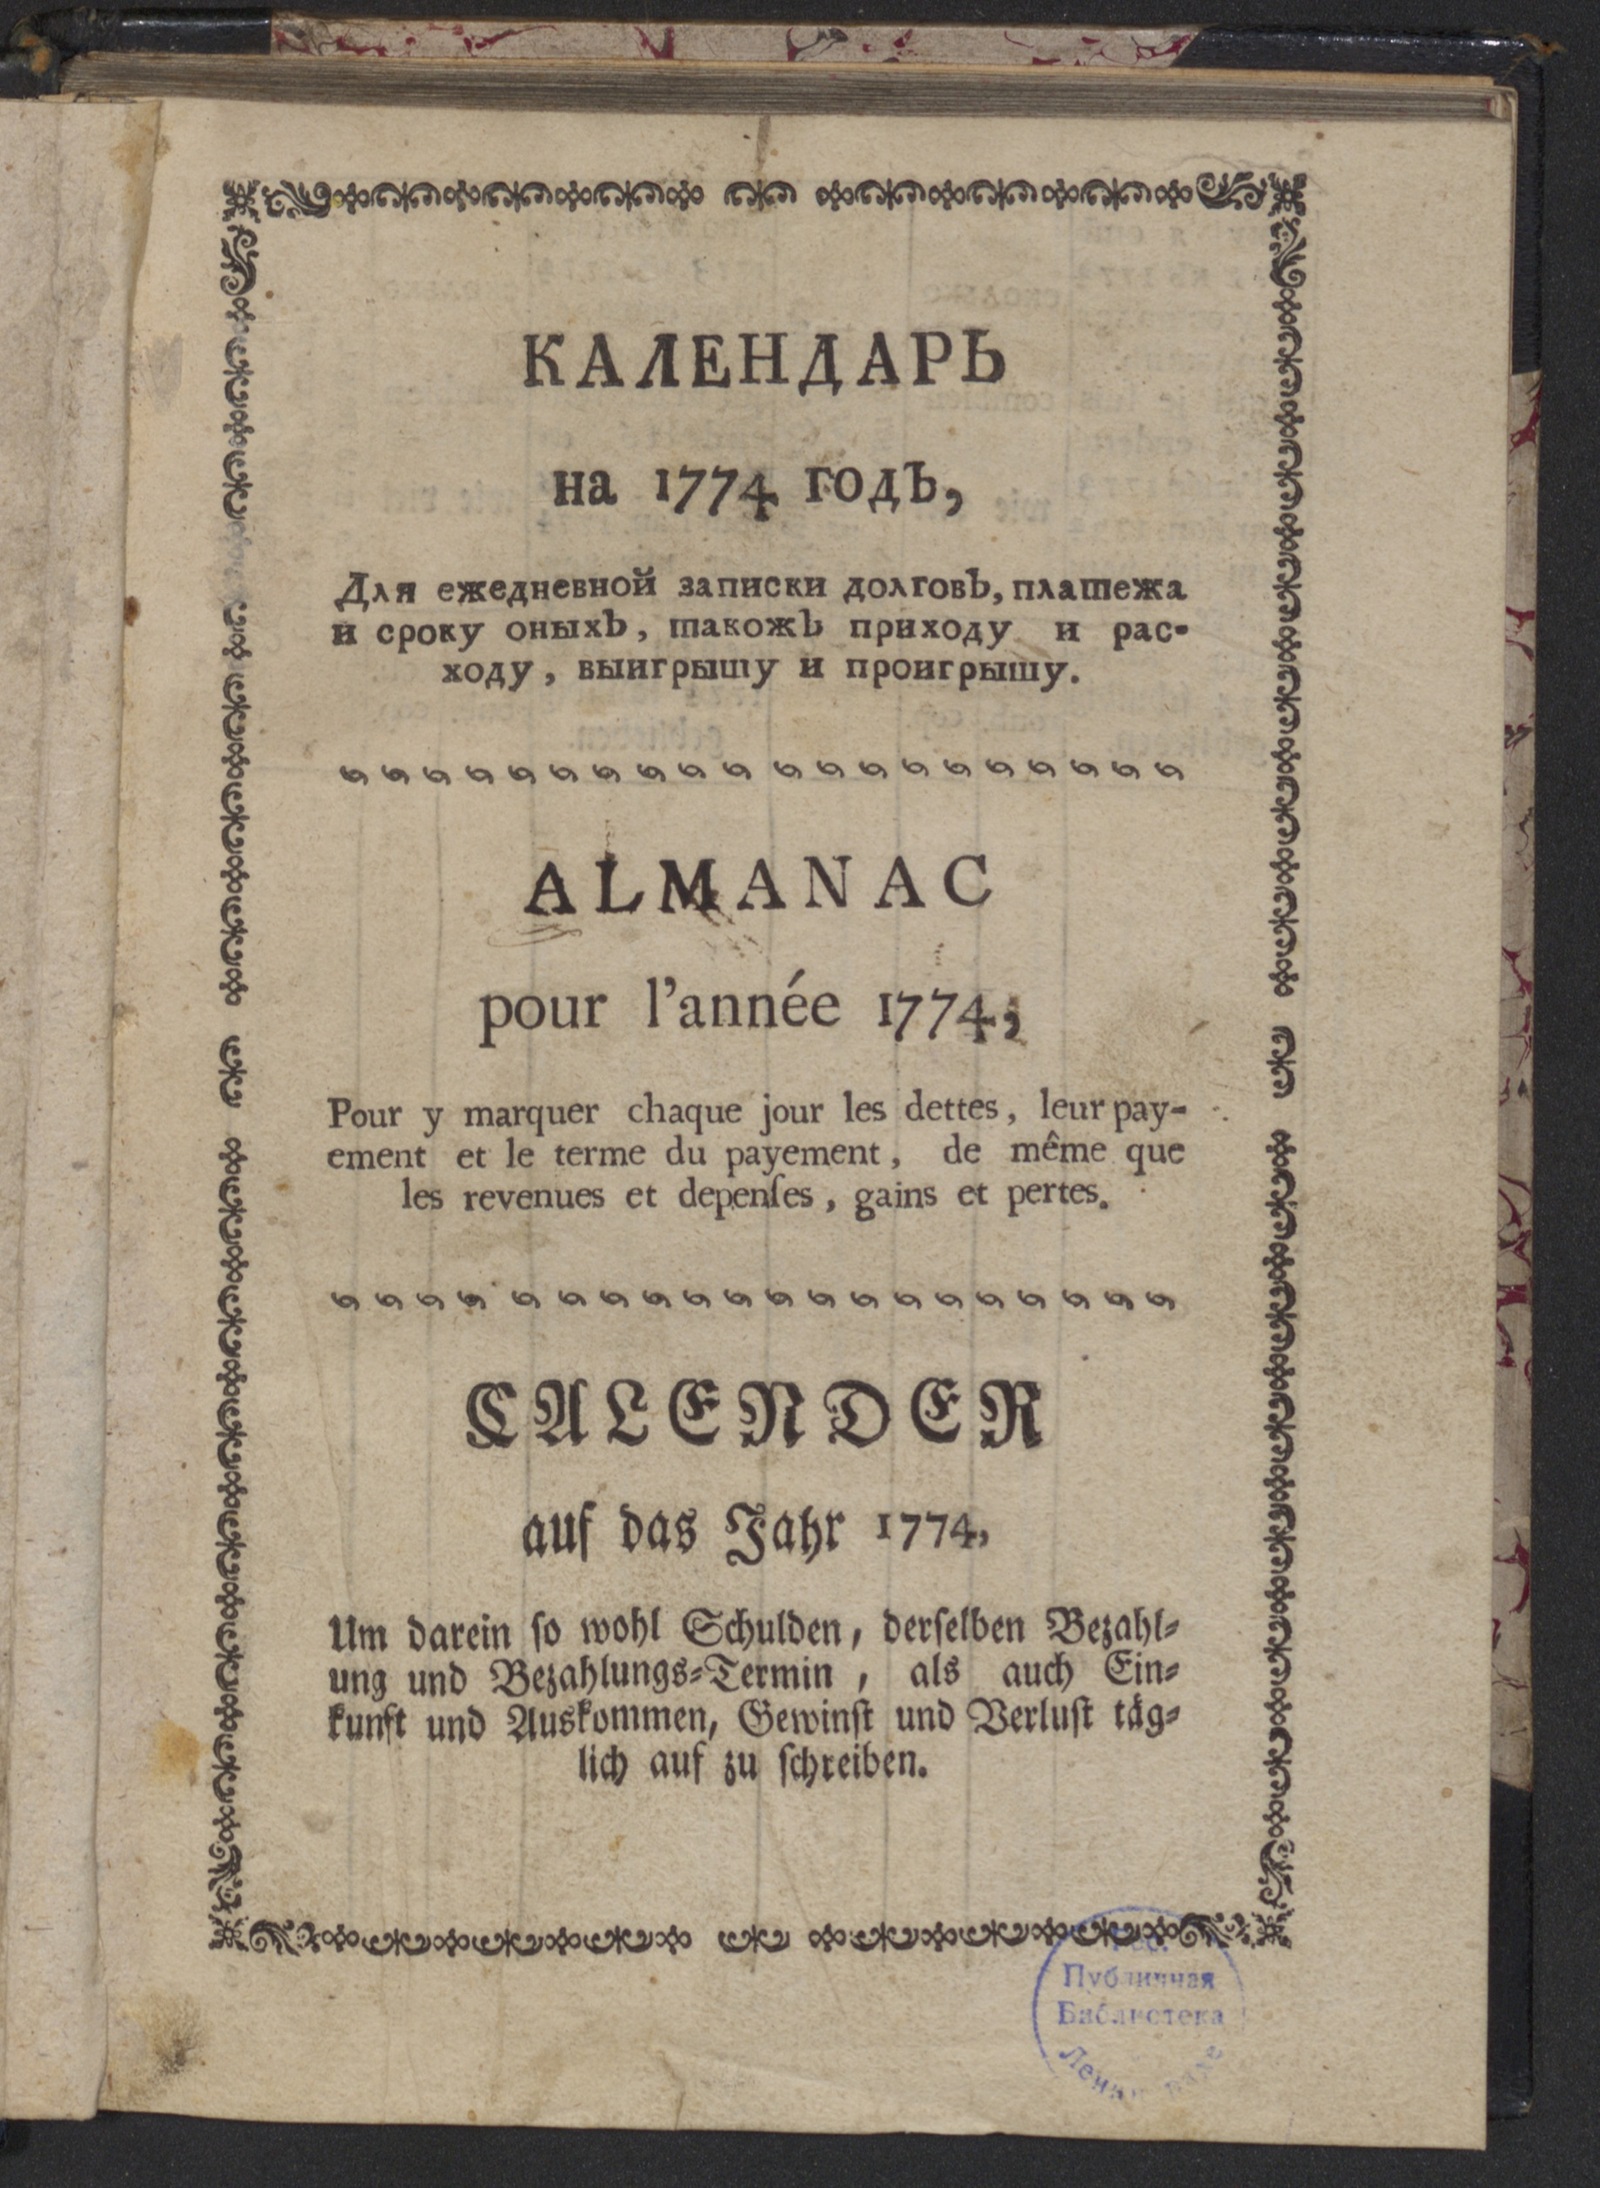 КАЛЕНДАРЬ
на 1774 годъ,
Для ежедневной записки долговъ, платежа
и сроку оныхъ, такожъ приходу и рас-
ходу, выигрышу и проигрышу.
ALMANAC
pour l'année 1774,
Pour y marquer chaque jour les dettes, leur pay-
ement et le terme du payement, de même que
les revenues et depenſes, gains et pertes.
CALENDER
auf das Jahr 1774,
Um darein ſo wohl Schulden, derſelben Bezahl-
ung und Bezahlungs-Termin, als auch Ein-
kunft und Auskommen, Gewinſt und Verluſt täg-
lich auf zu ſchreiben.
Публичная
Библиотека